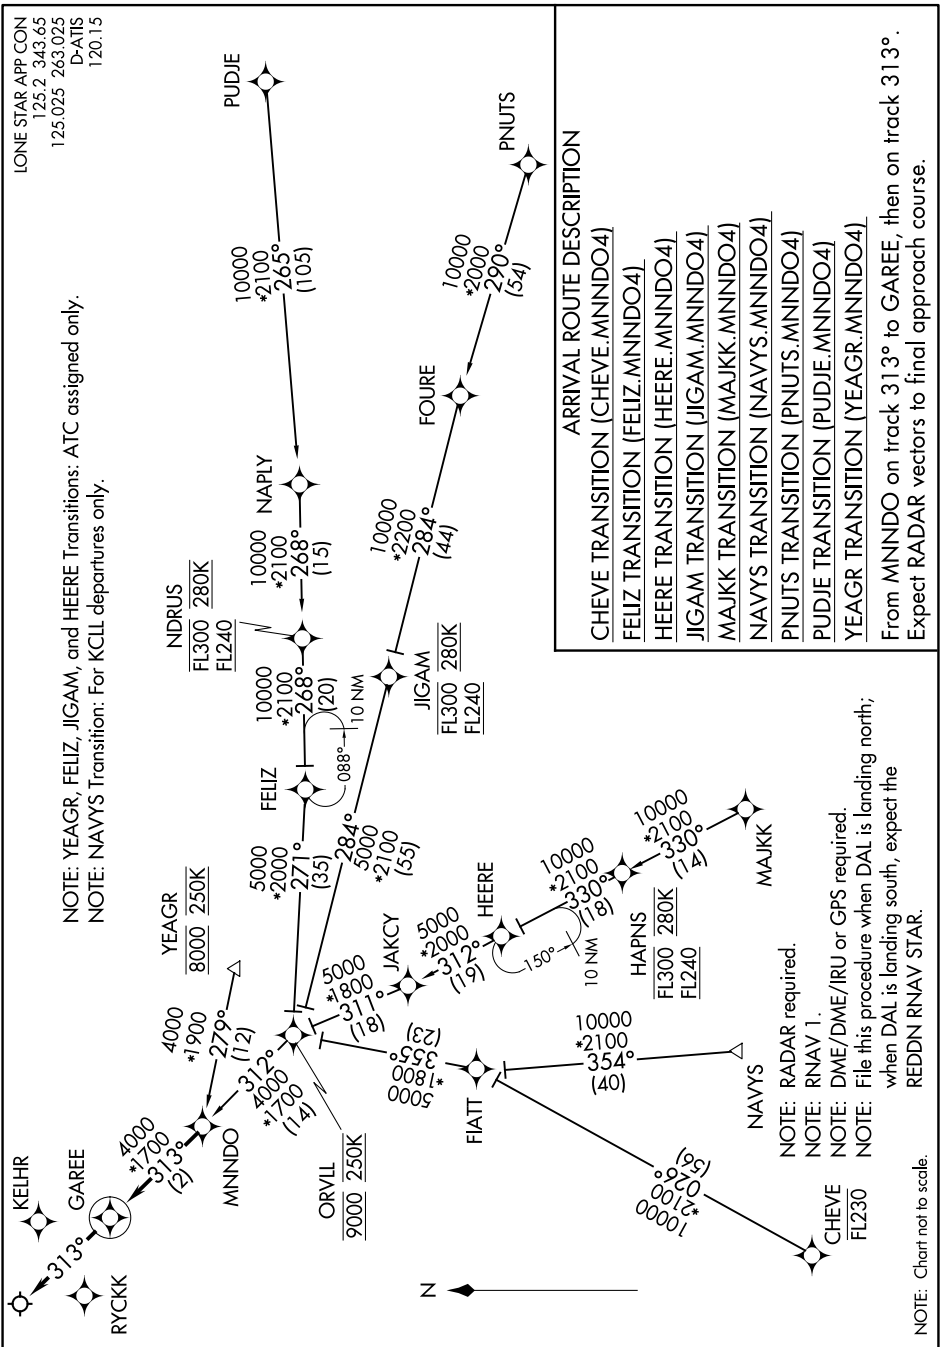 LONE STAR APP CON
125.2 343.65
125.025 263.025
D-ATIS
120.15
NOTE: YEAGR, FELIZ, JIGAM, and HEERE Transitions: ATC assigned only.
NOTE: NAVYS Transition: For KCLL departures only.
KELHR
GAREE
RYCKK
313°
4000
*1700
313°
(2)
MNNDO
4000
*1900
279°
(12)
YEAGR
8000 250K
312°
4000
*1700
(14)
ORVLL
9000 250K
5000
*2000
271°
(35)
FELIZ
088°
10 NM
10000
*2100
268°
(20)
NDRUS
FL300 280K
FL240
10000
*2100
268°
(15)
NAPLY
10000
*2100
265°
(105)
PUDJE
284°
5000
*2100
(55)
JIGAM
FL300 280K
FL240
10000
*2200
284°
(44)
FOURE
10000
*2000
290°
(54)
PNUTS
5000
*1800
311°
(18)
JAKCY
5000
*2000
312°
(19)
HEERE
150°
10 NM
10000
*2100
330°
(18)
HAPNS
FL300 280K
FL240
10000
*2100
330°
(14)
MAJKK
5000
*1800
355°
(23)
FIATT
10000
*2100
354°
(40)
NAVYS
10000
*2100
026°
(56)
CHEVE
FL230
N
NOTE: RADAR required.
NOTE: RNAV 1.
NOTE: DME/DME/IRU or GPS required.
NOTE: File this procedure when DAL is landing north;
when DAL is landing south, expect the
REDDN RNAV STAR.
NOTE: Chart not to scale.
ARRIVAL ROUTE DESCRIPTION
CHEVE TRANSITION (CHEVE.MNNDO4)
FELIZ TRANSITION (FELIZ.MNNDO4)
HEERE TRANSITION (HEERE.MNNDO4)
JIGAM TRANSITION (JIGAM.MNNDO4)
MAJKK TRANSITION (MAJKK.MNNDO4)
NAVYS TRANSITION (NAVYS.MNNDO4)
PNUTS TRANSITION (PNUTS.MNNDO4)
PUDJE TRANSITION (PUDJE.MNNDO4)
YEAGR TRANSITION (YEAGR.MNNDO4)
From MNNDO on track 313° to GAREE, then on track 313°.
Expect RADAR vectors to final approach course.